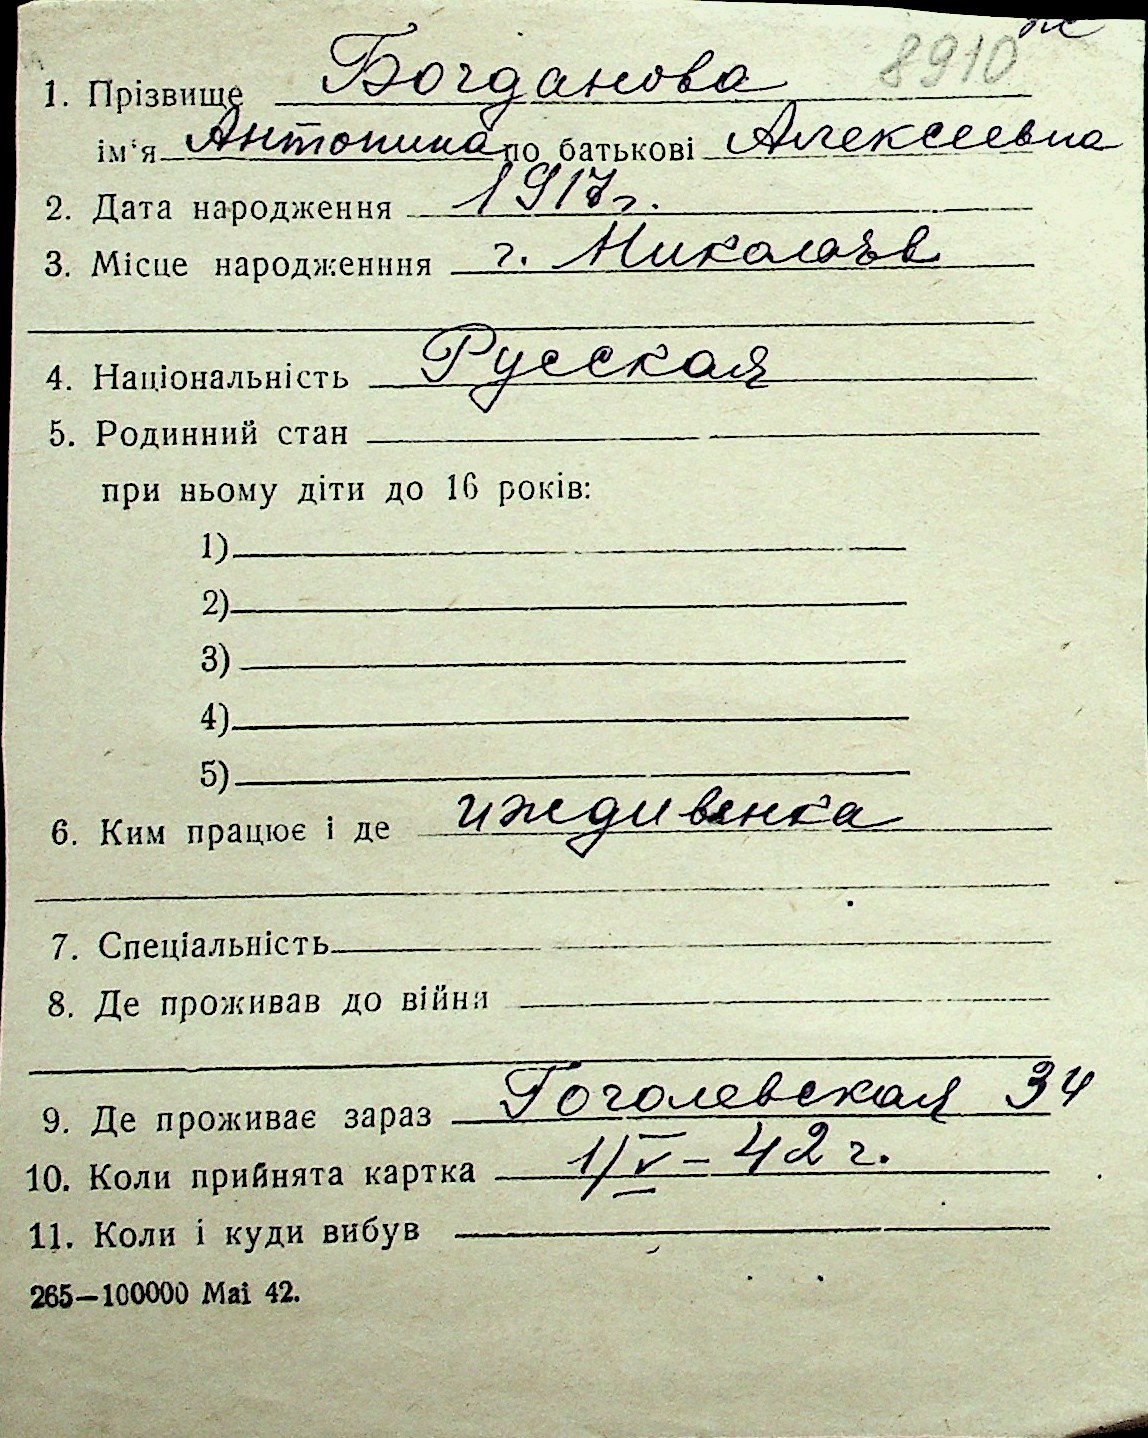 8910 ж
1. Прізвище Богданова
ім'я Антонина по батькові Алексеевна
2. Дата народження 1917 г.
3. Місце народженння г. Николаев
4. Національність Русская
5. Родинний стан
при ньому діти до 16 років:
1)
2)
3)
4)
5)
6. Ким працює і де иждивенка
7. Спеціальність
8. Де проживав до війни
9. Де проживає зараз Гоголевская 34
10. Коли прийнята картка 1/V – 42 г.
11. Коли і куди вибув
265—100000 Mai 42.